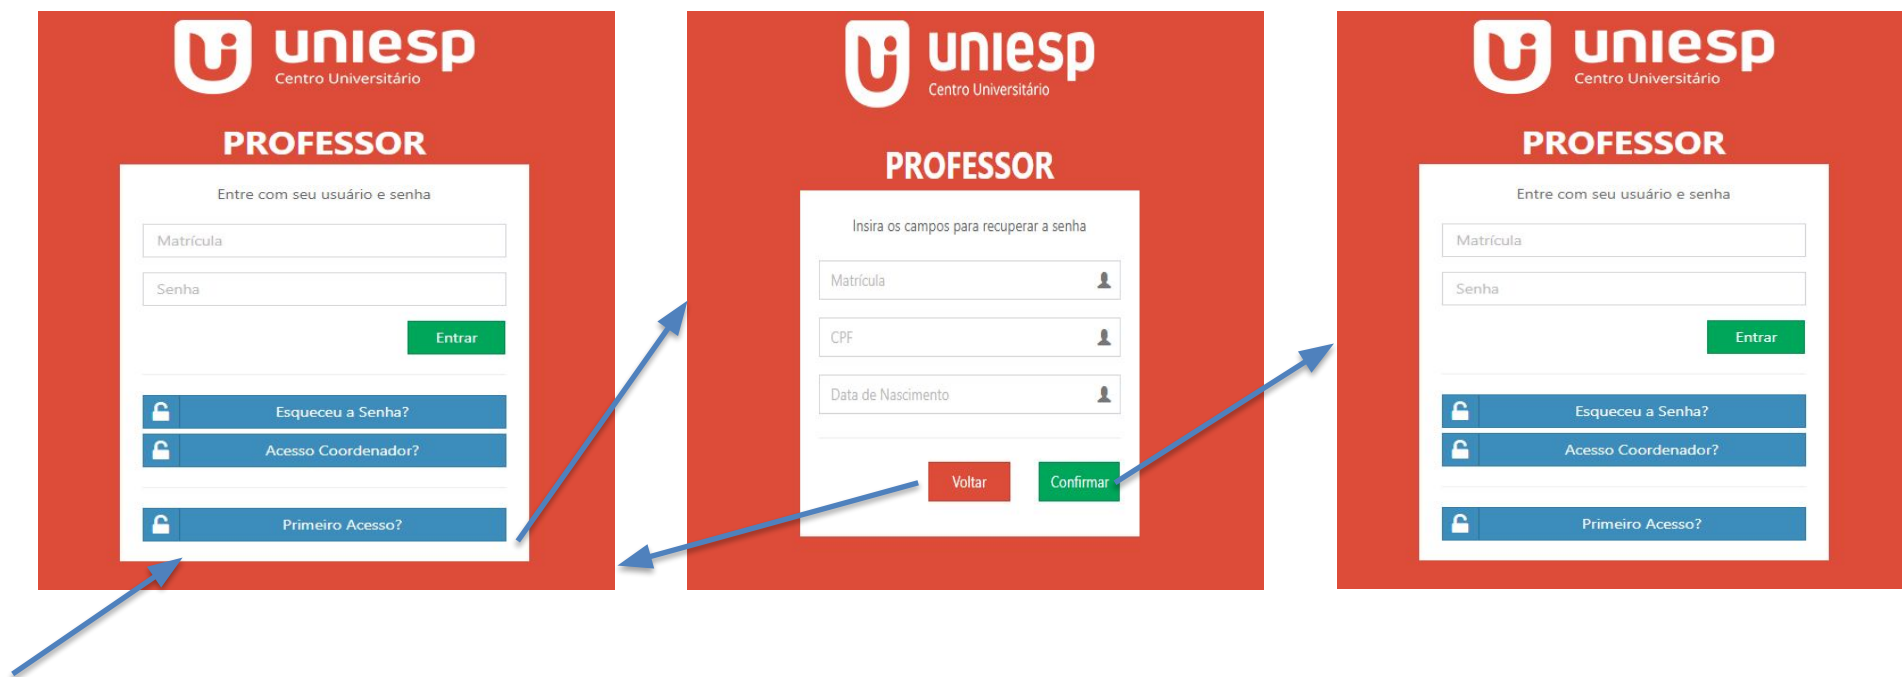 uniesp
Centro Universitário
PROFESSOR
Entre com seu usuário e senha
Matrícula
Senha
Entrar
Esqueceu a Senha?
Acesso Coordenador?
Primeiro Acesso?
uniesp
Centro Universitário
PROFESSOR
Insira os campos para recuperar a senha
Matrícula
CPF
Data de Nascimento
Voltar Confirmar
uniesp
Centro Universitário
PROFESSOR
Entre com seu usuário e senha
Matrícula
Senha
Entrar
Esqueceu a Senha?
Acesso Coordenador?
Primeiro Acesso?